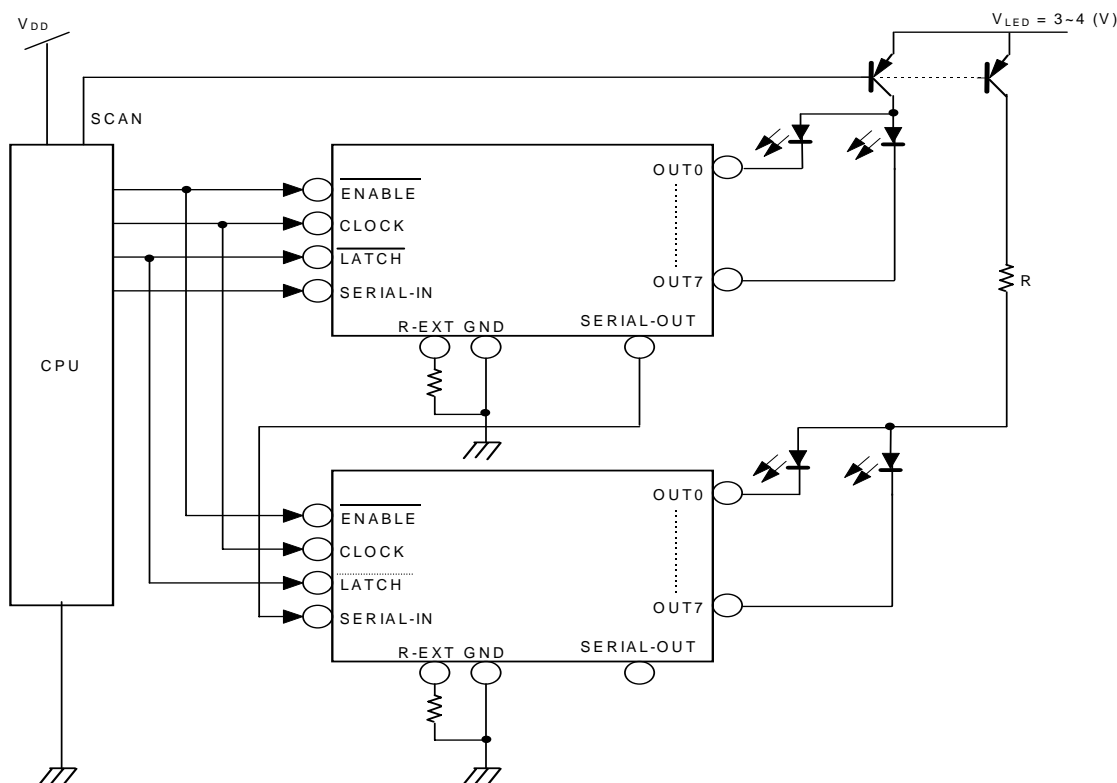 VDD
VLED = 3~4 (V)
SCAN
CPU
ENABLE
CLOCK
LATCH
SERIAL-IN
OUT0
OUT7
R-EXT GND
SERIAL-OUT
R
ENABLE
CLOCK
LATCH
SERIAL-IN
OUT0
OUT7
R-EXT GND
SERIAL-OUT